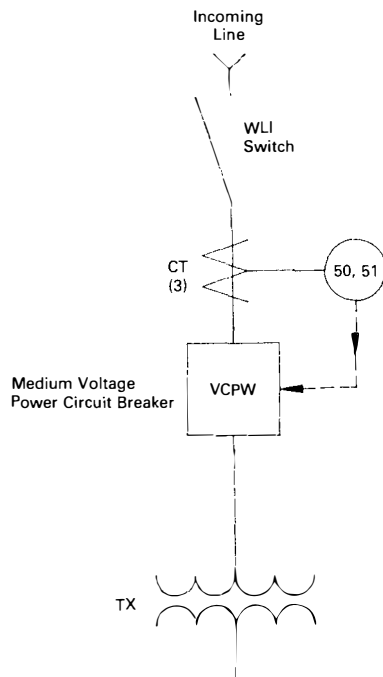 Incoming
Line
WLI
Switch
CT
(3)
50, 51
Medium Voltage
Power Circuit Breaker
VCPW
TX